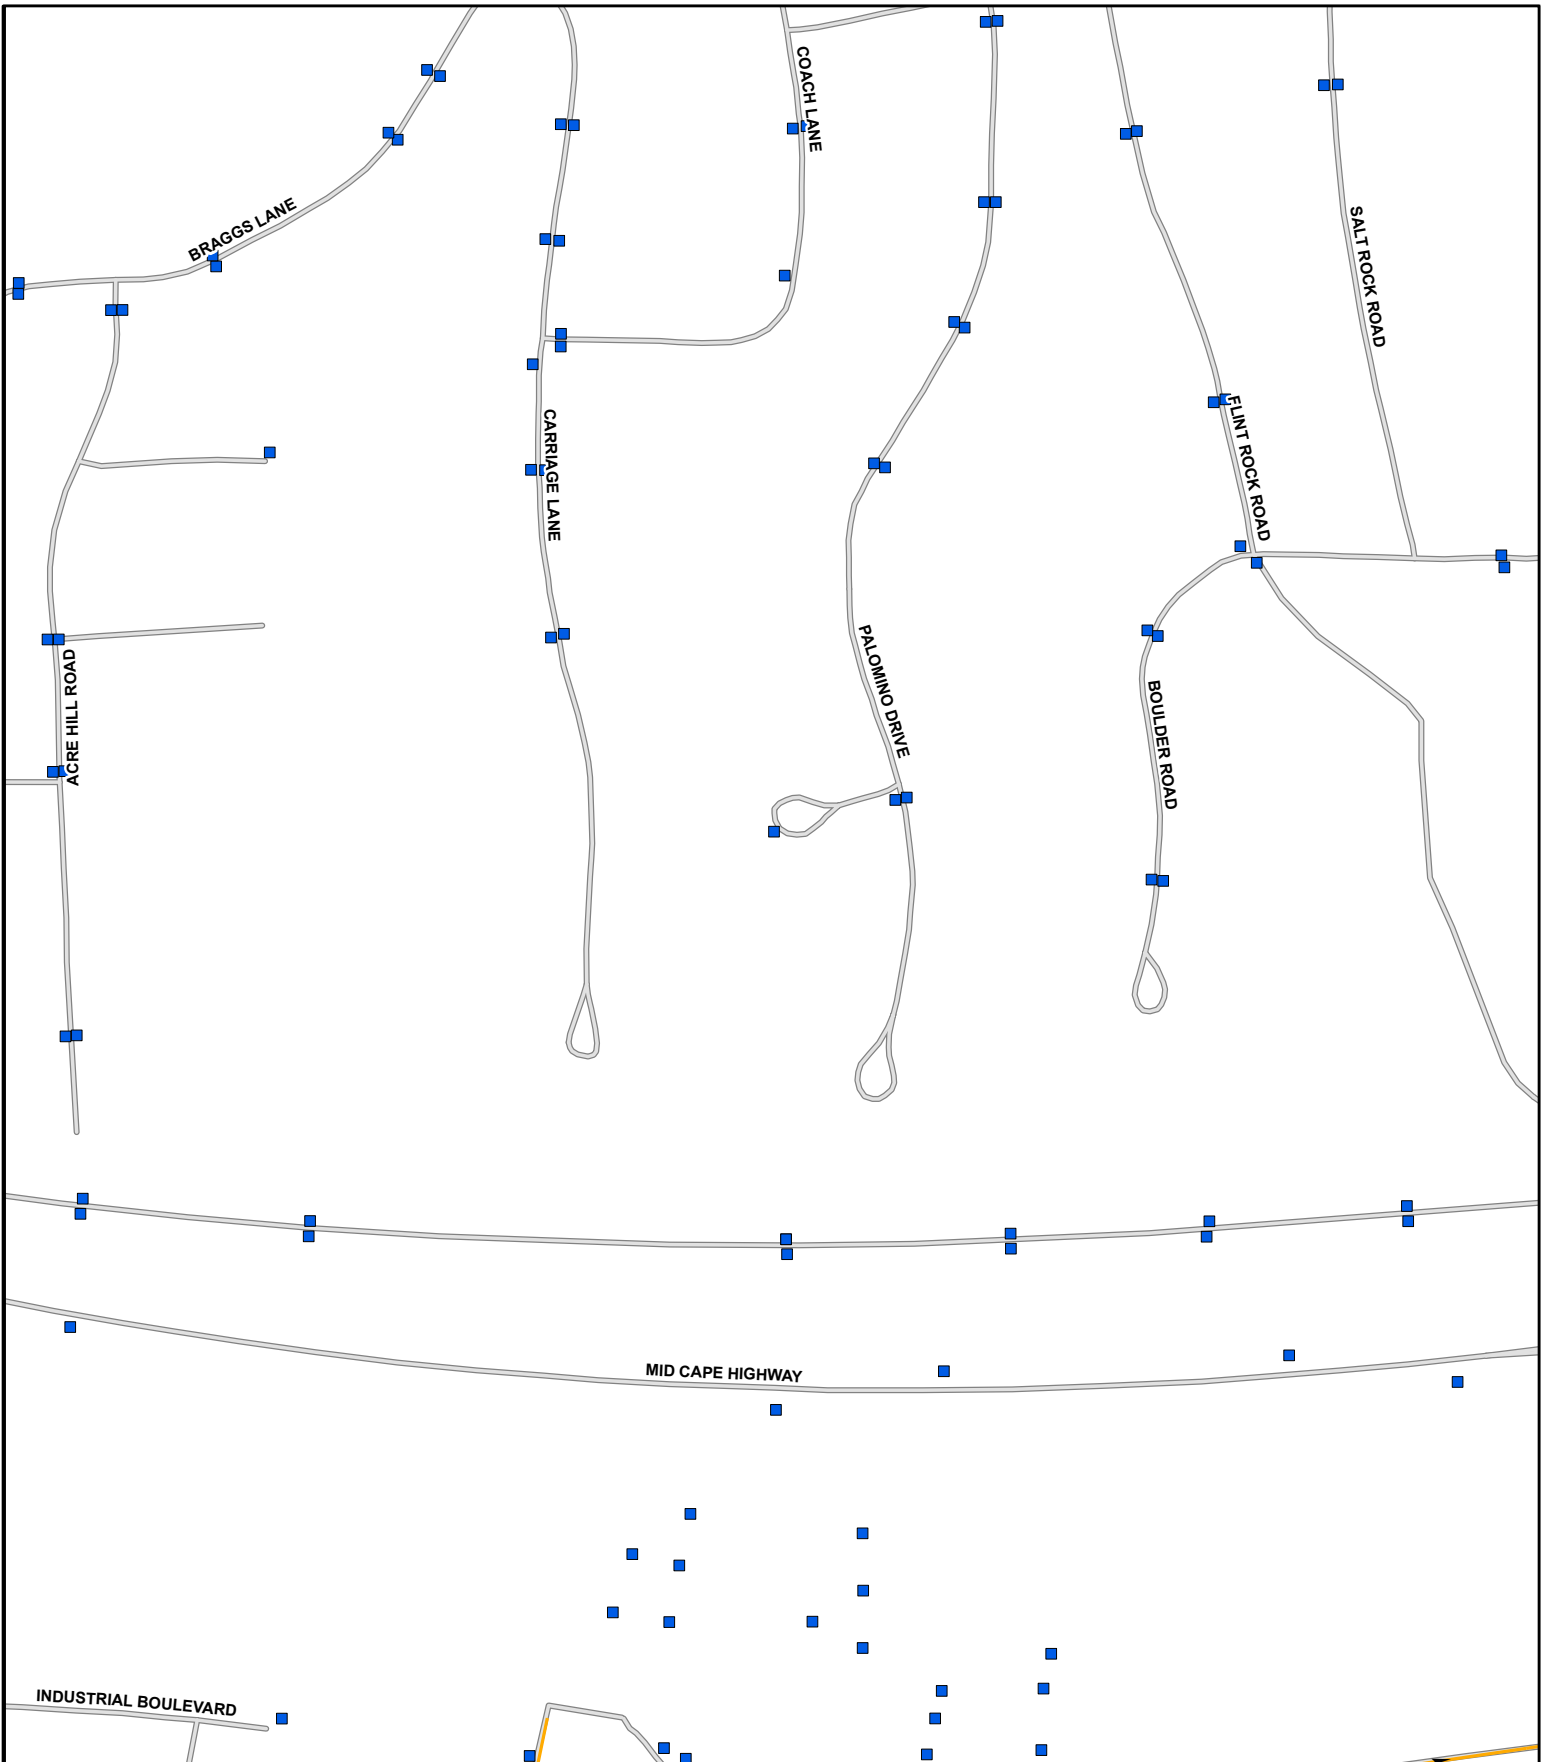 COACH LANE
BRAGGS LANE
SALT ROCK ROAD
CARRIAGE LANE
FLINT ROCK ROAD
PALOMINO DRIVE
ACRE HILL ROAD
BOULDER ROAD
MID CAPE HIGHWAY
INDUSTRIAL BOULEVARD